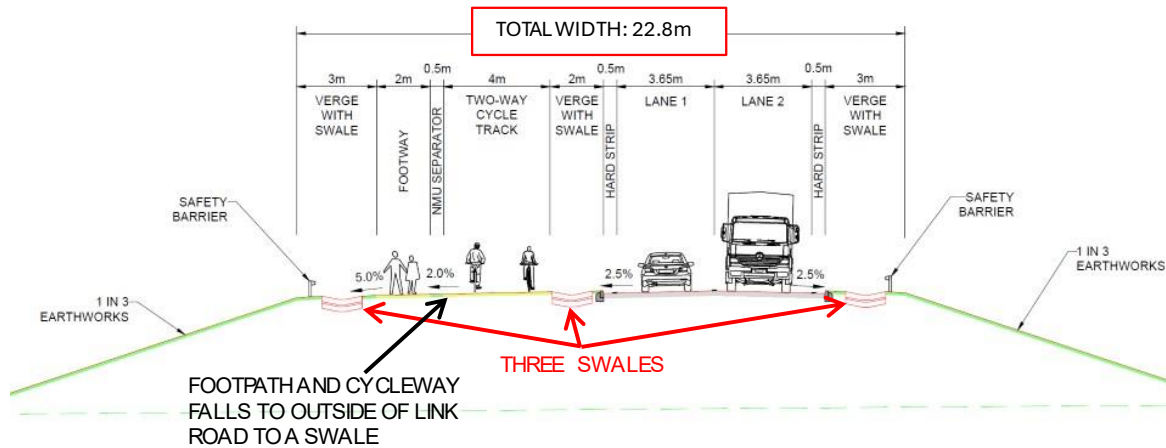 TOTAL WIDTH: 22.8m
3m
2m
0.5m
4m
2m
0.5m
3.65m
3.65m
0.5m
3m
VERGE
WITH
SWALE
FOOTWAY
NMU SEPARATOR
TWO-WAY
CYCLE
TRACK
VERGE
WITH
SWALE
HARD STRIP
LANE 1
LANE 2
HARD STRIP
VERGE
WITH
SWALE
SAFETY
BARRIER
SAFETY
BARRIER
5.0%
2.0%
2.5%
2.5%
1 IN 3
EARTHWORKS
1 IN 3
EARTHWORKS
THREE SWALES
FOOTPATH AND CYCLEWAY
FALLS TO OUTSIDE OF LINK
ROAD TO A SWALE